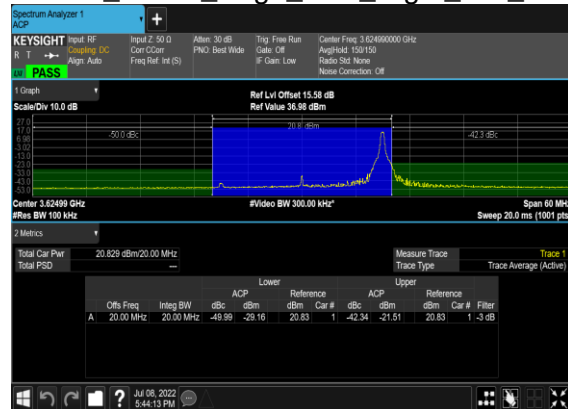 Spectrum Analyzer 1
ACP
+
KEYSIGHT Input: RF Input Z: 50 Ω Atten: 30 dB Trig: Free Run Center Freq: 3.624990000 GHz
R T Coupling: DC Corr CCorr PNO: Best Wide Gate: Off Avg|Hold: 150/150
Align: Auto Freq Ref: Int (S) IF Gain: Low Radio Std: None
LXI PASS Noise Correction: Off
1 Graph Ref Lvl Offset 15.58 dB
Scale/Div 10.0 dB Ref Value 36.98 dBm
27.0
17.0 -50.0 dBc 20.8 dBm -42.3 dBc
6.98
-3.02
-13.0
-23.0
-33.0
-43.0
-53.0
Center 3.62499 GHz #Video BW 300.00 kHz* Span 60 MHz
#Res BW 100 kHz Sweep 20.0 ms (1001 pts
2 Metrics
Total Car Pwr 20.829 dBm/20.00 MHz Measure Trace Trace 1
Total PSD --- Trace Type Trace Average (Active)
Lower Upper
ACP Reference ACP Reference
Offs Freq Integ BW dBc dBm dBm Car # dBc dBm dBm Car # Filter
A 20.00 MHz 20.00 MHz -49.99 -29.16 20.83 1 -42.34 -21.51 20.83 1 -3 dB
? Jul 08, 2022
5:44:13 PM